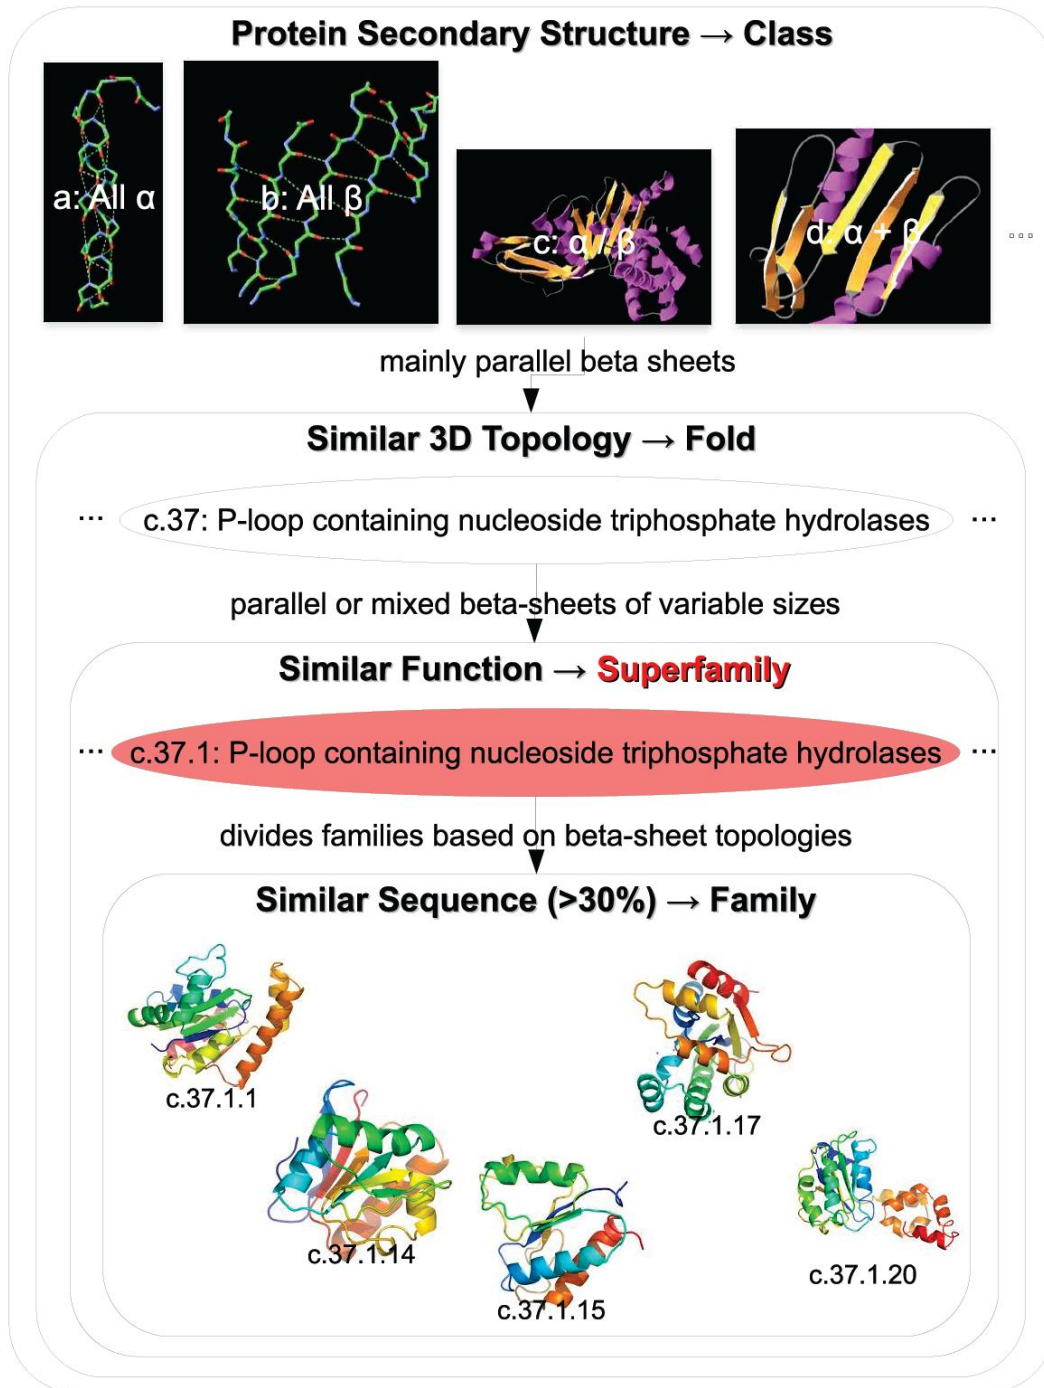 Protein Secondary Structure → Class
a: All α
b: All β
c: α / β
d: α + β
...
mainly parallel beta sheets
Similar 3D Topology → Fold
... c.37: P-loop containing nucleoside triphosphate hydrolases ...
parallel or mixed beta-sheets of variable sizes
Similar Function → Superfamily
... c.37.1: P-loop containing nucleoside triphosphate hydrolases ...
divides families based on beta-sheet topologies
Similar Sequence (>30%) → Family
c.37.1.1
c.37.1.17
c.37.1.14
c.37.1.15
c.37.1.20